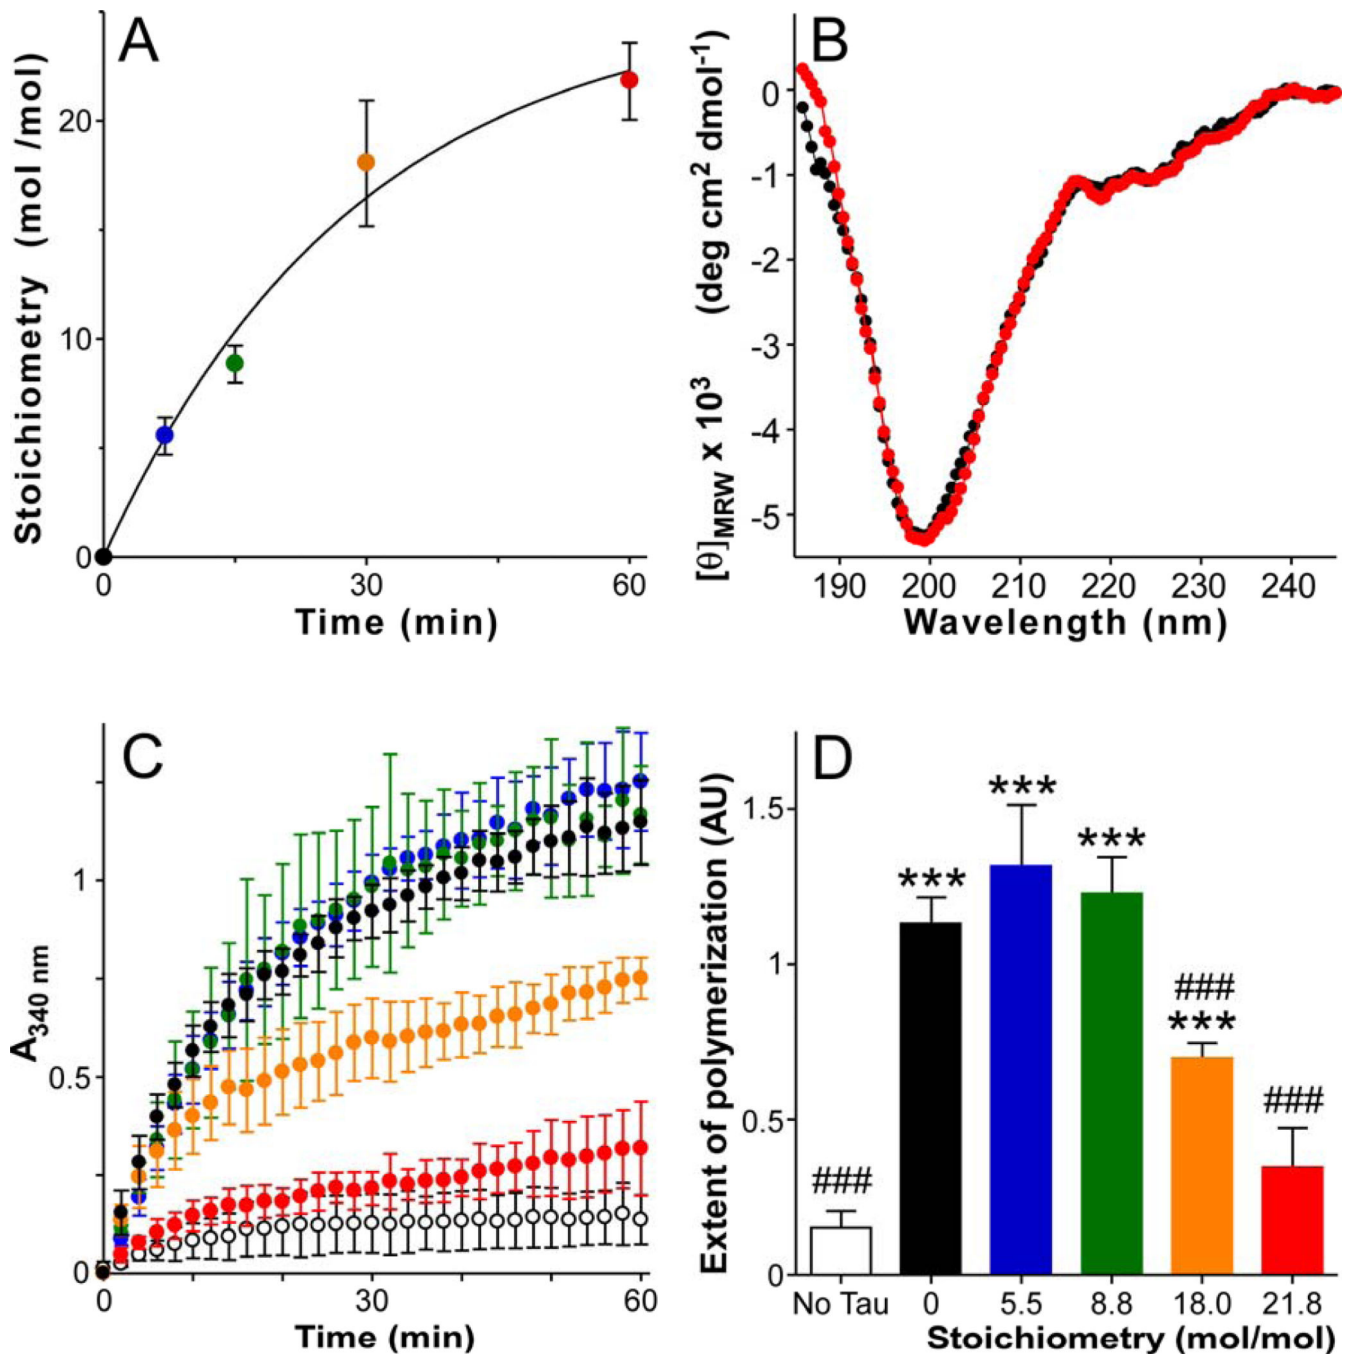 A
Stoichiometry (mol /mol)
20
10
0
0 30 60
Time (min)
B
[θ]MRW x 10³ (deg cm² dmol⁻¹)
0
-1
-2
-3
-4
-5
190 200 210 220 230 240
Wavelength (nm)
C
A340 nm
1
0.5
0
0 30 60
Time (min)
D
Extent of polymerization (AU)
1.5
1
0.5
0
###
***
***
***
###
***
###
No Tau 0 5.5 8.8 18.0 21.8
Stoichiometry (mol/mol)